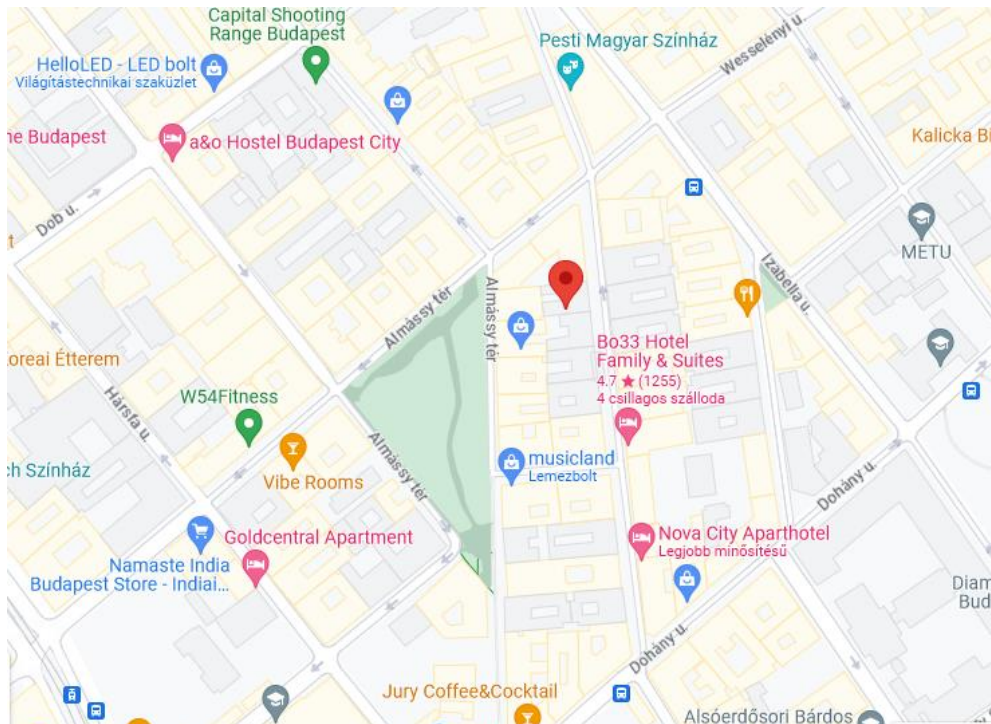 Capital Shooting
Range Budapest
HelloLED - LED bolt
Világítástechnikai szaküzlet
Pesti Magyar Színház
Wesselényi u.
ne Budapest
a&o Hostel Budapest City
Kalicka Bi
Dob u.
t
METU
Izabella u.
Almássy tér
Almássy tér
Bo33 Hotel
Family & Suites
4.7 ★ (1255)
4 csillagos szálloda
oreai Étterem
Hársfa u.
W54Fitness
Almássy tér
ch Színház
Vibe Rooms
musicland
Lemezbolt
Dohány u.
Goldcentral Apartment
Nova City Aparthotel
Legjobb minősítésű
Namaste India
Budapest Store - Indiai...
Diam
Bud
Dohány u.
Jury Coffee&Cocktail
Alsóerdősori Bárdos